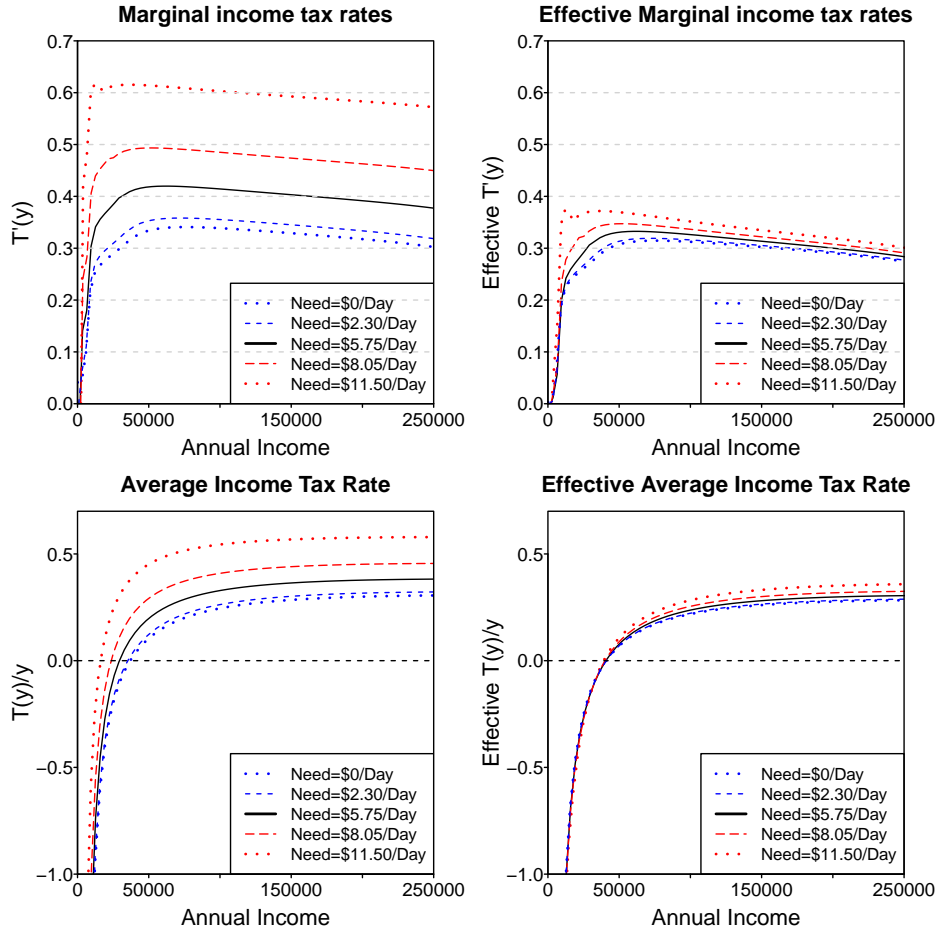 Marginal income tax rates
T'(y)
0.7
0.6
0.5
0.4
0.3
0.2
0.1
0.0
Need=$0/Day
Need=$2.30/Day
Need=$5.75/Day
Need=$8.05/Day
Need=$11.50/Day
0 50000 150000 250000
Annual Income
Effective Marginal income tax rates
Effective T'(y)
0.7
0.6
0.5
0.4
0.3
0.2
0.1
0.0
Need=$0/Day
Need=$2.30/Day
Need=$5.75/Day
Need=$8.05/Day
Need=$11.50/Day
0 50000 150000 250000
Annual Income
Average Income Tax Rate
T(y)/y
0.5
0.0
−0.5
−1.0
Need=$0/Day
Need=$2.30/Day
Need=$5.75/Day
Need=$8.05/Day
Need=$11.50/Day
0 50000 150000 250000
Annual Income
Effective Average Income Tax Rate
Effective T(y)/y
0.5
0.0
−0.5
−1.0
Need=$0/Day
Need=$2.30/Day
Need=$5.75/Day
Need=$8.05/Day
Need=$11.50/Day
0 50000 150000 250000
Annual Income